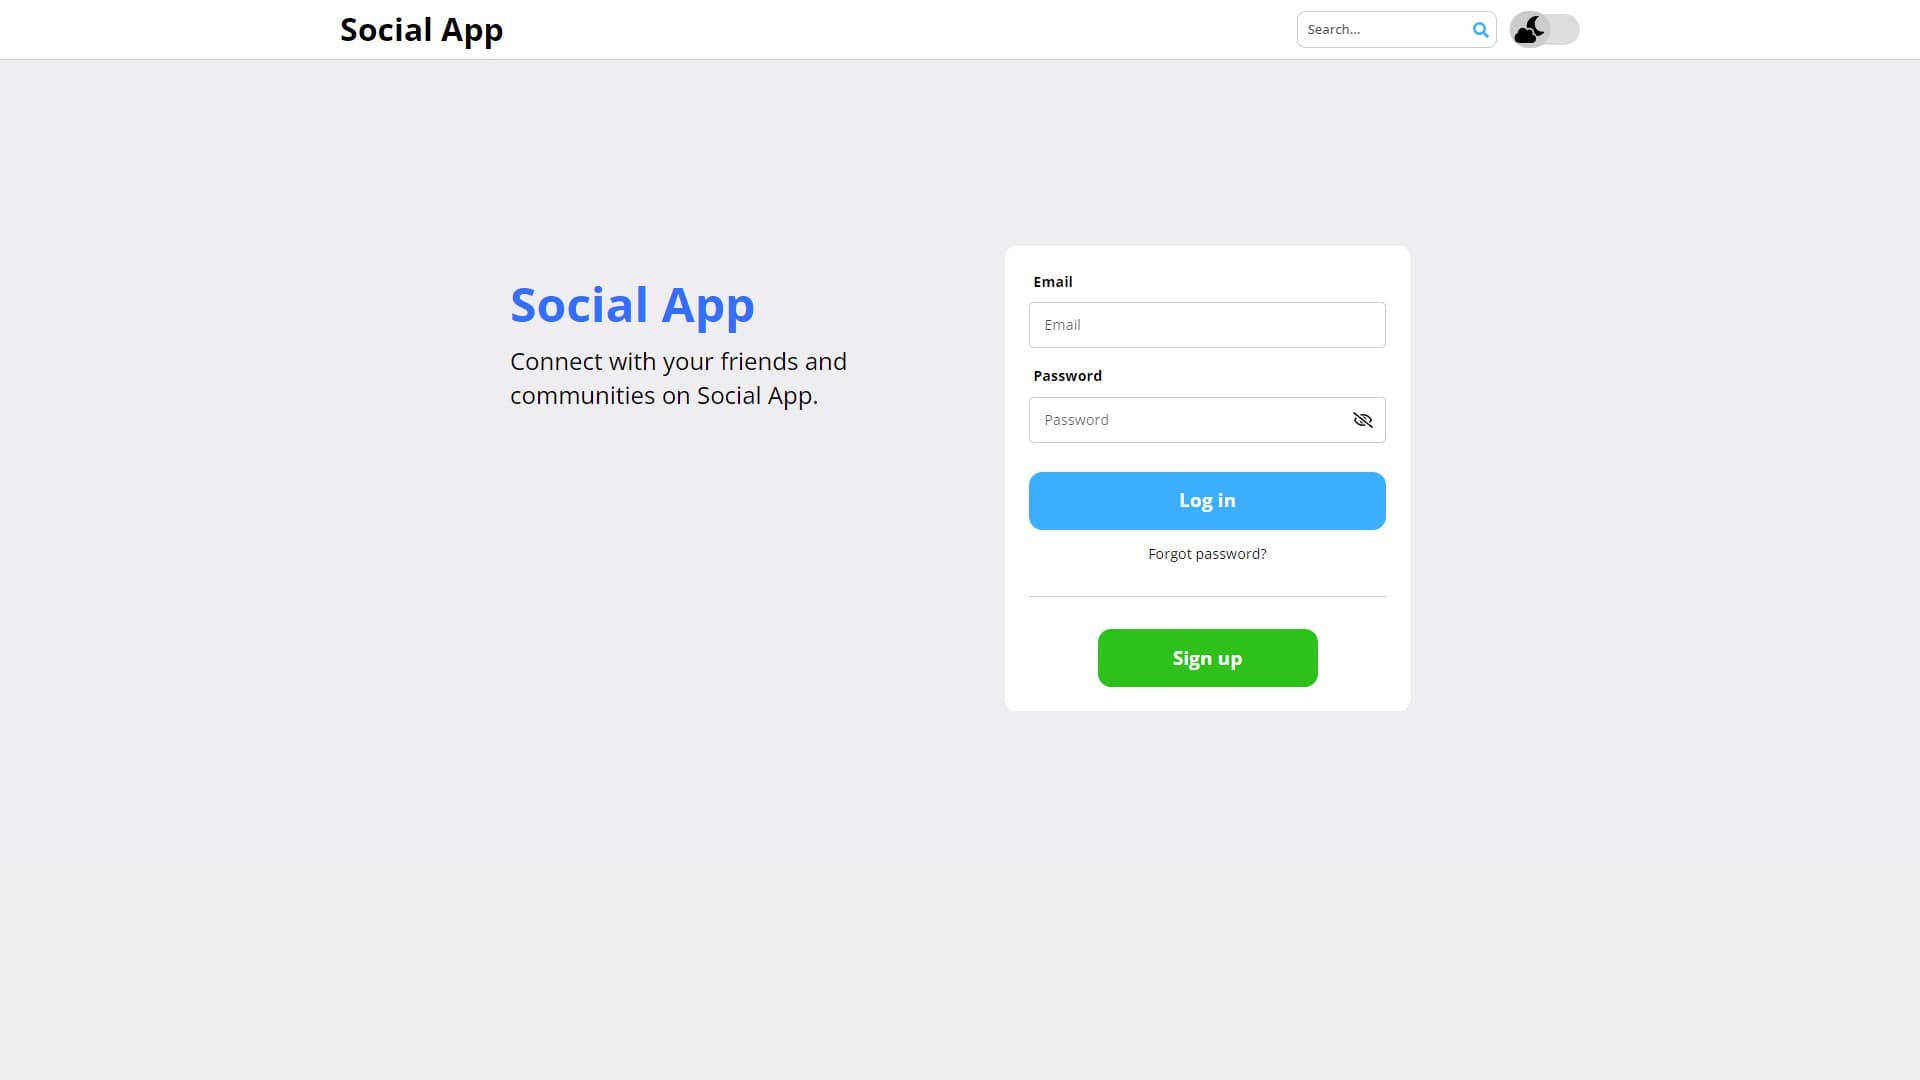 Social App
Search...
Social App
Connect with your friends and
communities on Social App.
Email
Email
Password
Password
Log in
Forgot password?
Sign up